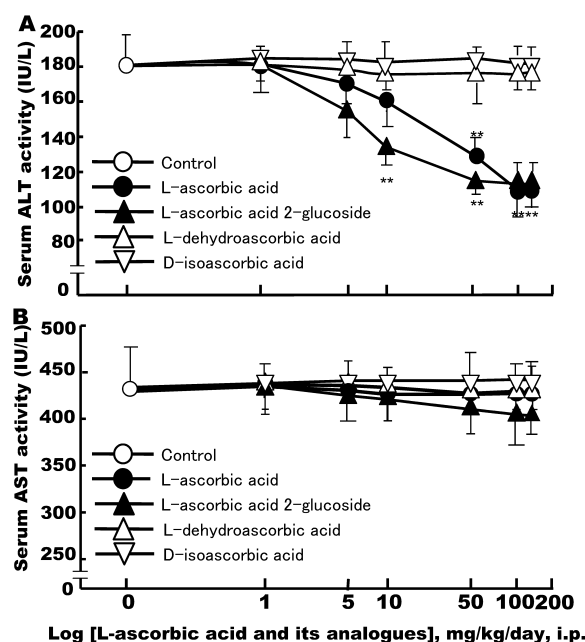 A
Serum ALT activity (IU/L)
200
180
160
140
120
100
80
0
**
**
**
****
Control
L-ascorbic acid
L-ascorbic acid 2-glucoside
L-dehydroascorbic acid
D-isoascorbic acid
B
Serum AST activity (IU/L)
500
450
400
350
300
250
0
Control
L-ascorbic acid
L-ascorbic acid 2-glucoside
L-dehydroascorbic acid
D-isoascorbic acid
0 1 5 10 50 100 200
Log [L-ascorbic acid and its analogues], mg/kg/day, i.p.